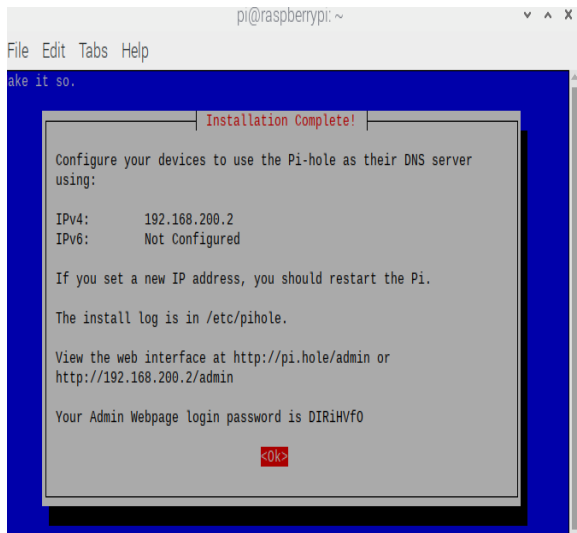 pi@raspberrypi: ~
File Edit Tabs Help
ake it so.
Installation Complete!
Configure your devices to use the Pi-hole as their DNS server
using:
IPv4: 192.168.200.2
IPv6: Not Configured
If you set a new IP address, you should restart the Pi.
The install log is in /etc/pihole.
View the web interface at http://pi.hole/admin or
http://192.168.200.2/admin
Your Admin Webpage login password is DIRiHVfO
<Ok>